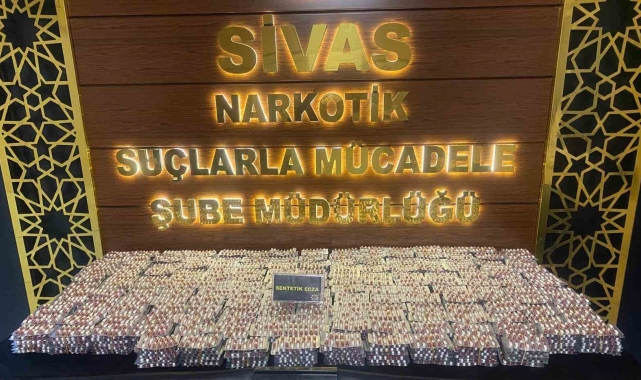 SİVAS
NARKOTİK
SUÇLARLA MÜCADELE
ŞUBE MÜDÜRLÜĞÜ
SENTETİK ECZA